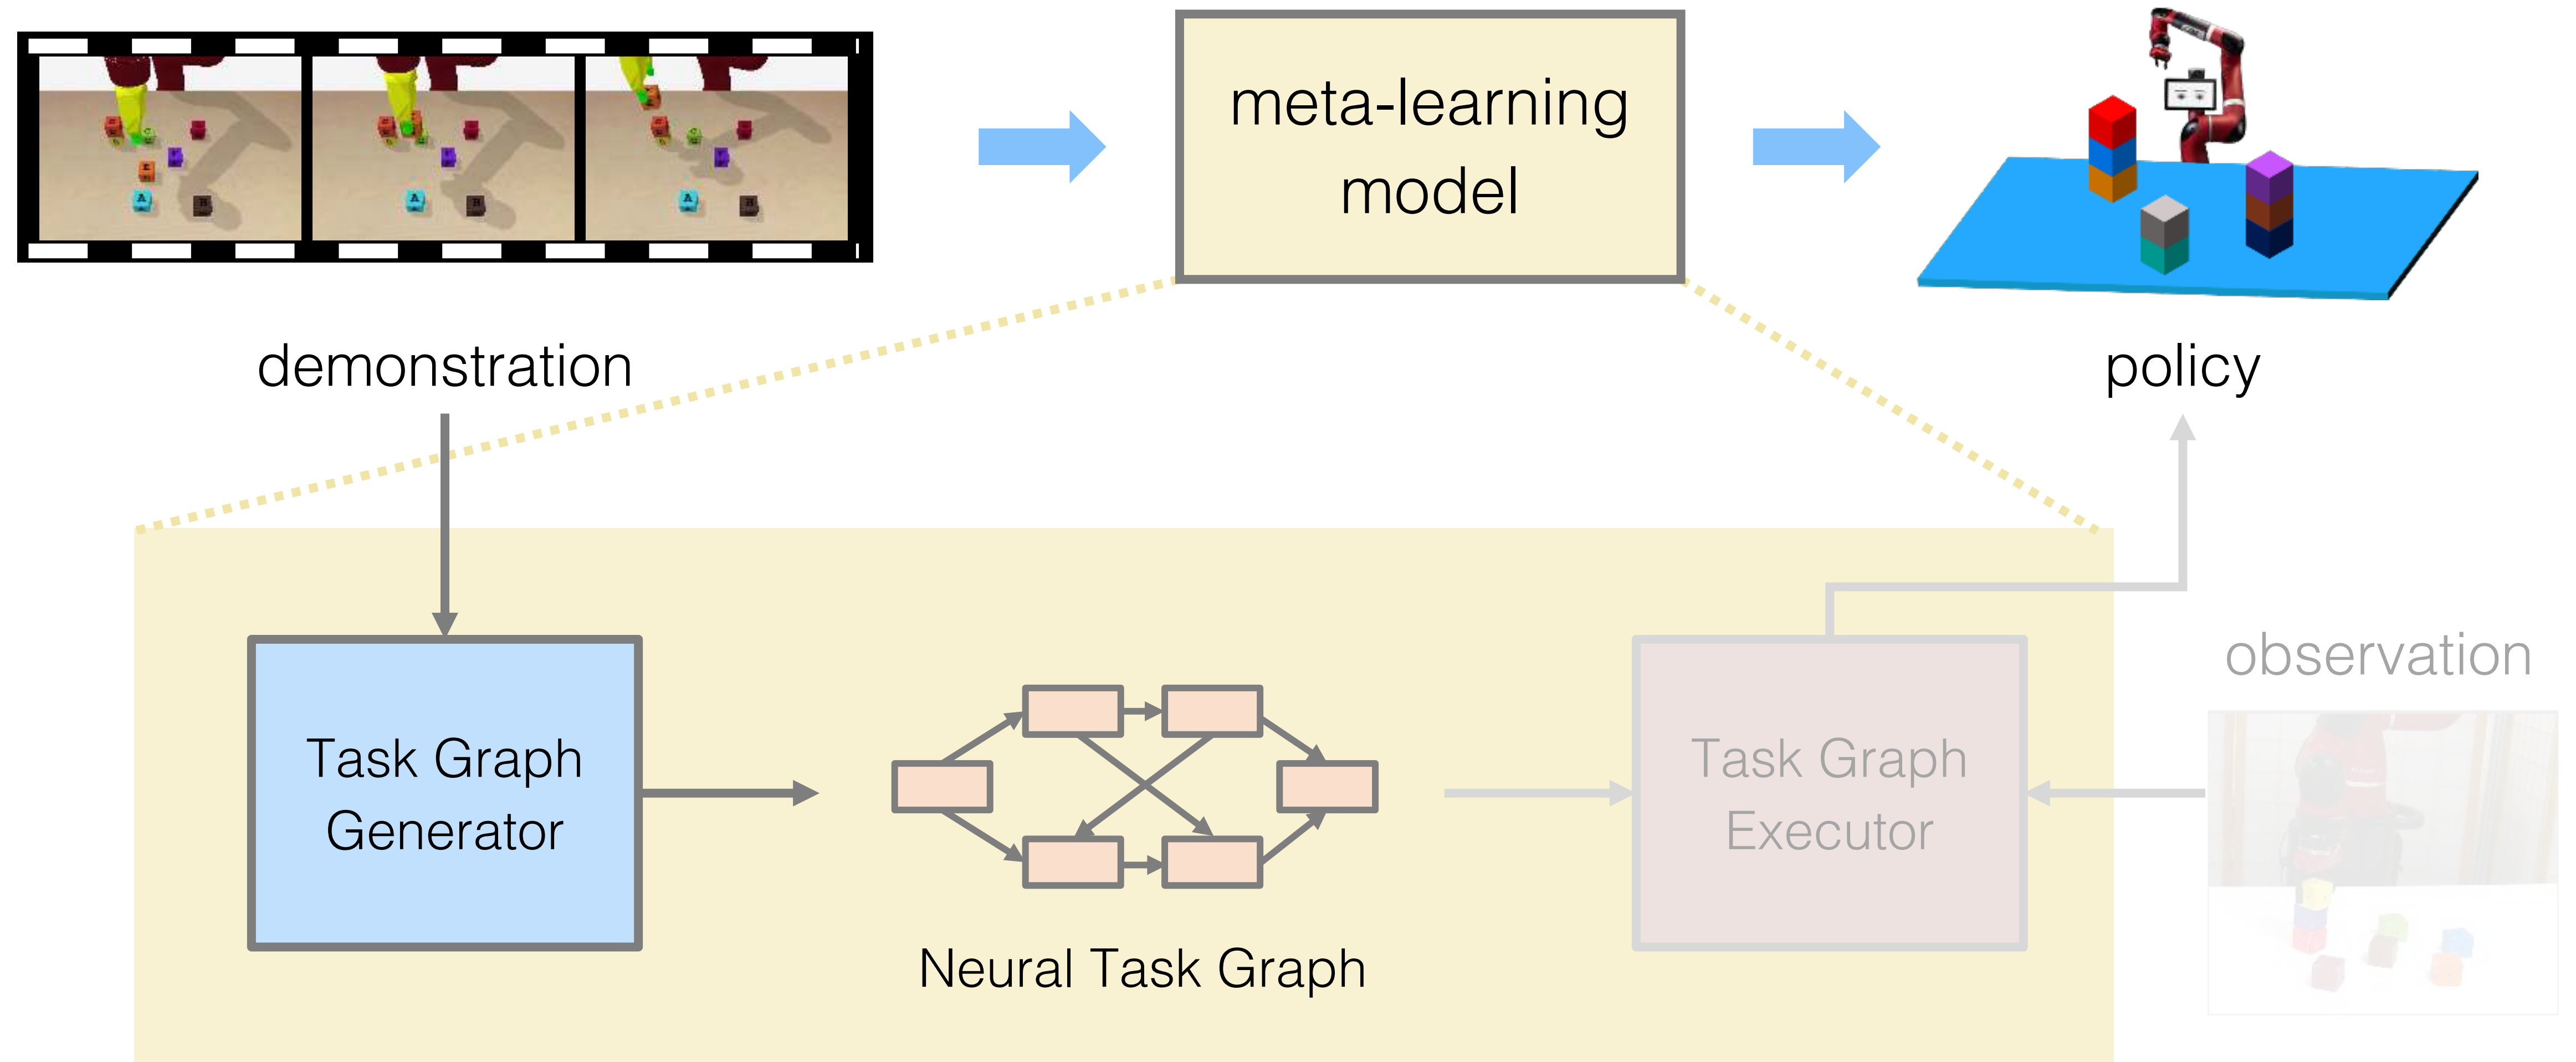 meta-learning
model
demonstration
policy
observation
Task Graph
Generator
Task Graph
Executor
Neural Task Graph